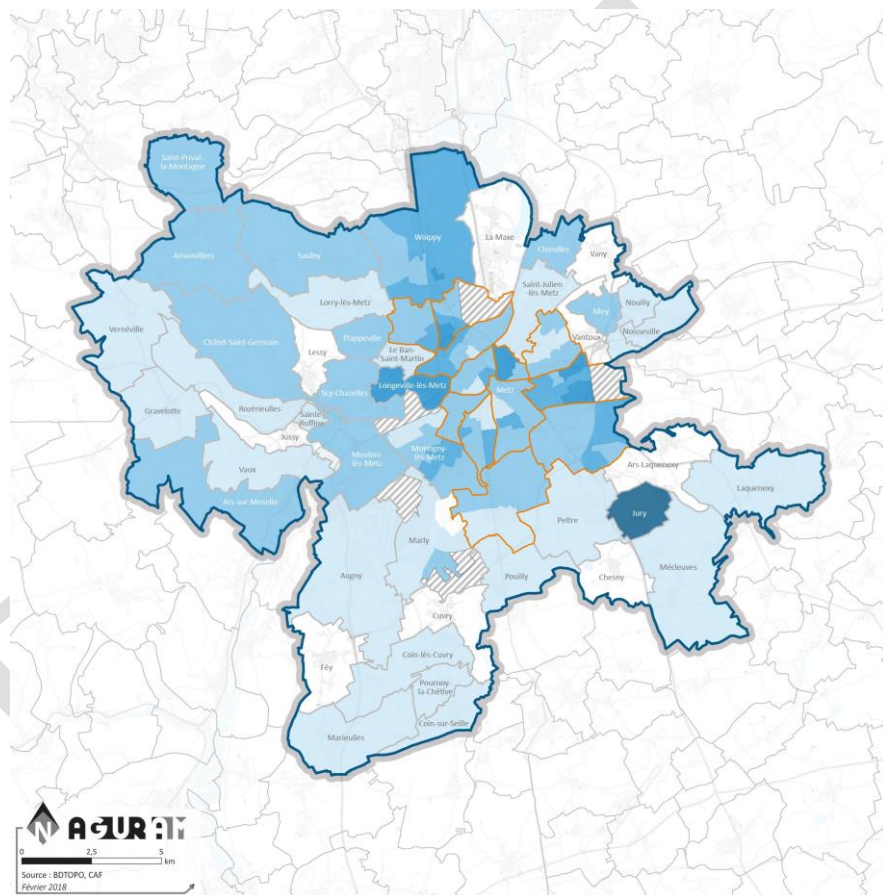 Saint-Privat-
la-Montagne
Woippy
La Maxe
Amanvillers
Saulny
Chieulles
Vany
Saint-Julien
lès-Metz
Nouilly
Lorry-lès-Metz
Mey
Vernéville
Noisseville
Châtel-Saint-Germain
Plappeville
Vantoux
Lessy
Le Ban-
Saint-Martin
Longeville-lès-Metz
Metz
Scy-Chazelles
Gravelotte
Rozérieulles
Sainte
Ruffine
Jussy
Montigny-
lès-Metz
Moulins-
lès-Metz
Vaux
Ars-Laquenexy
Laquenexy
Ars-sur-Moselle
Jury
Peltre
Marly
Mécleuves
Augny
Pouilly
Chesny
Cuvry
Coin-lès-Cuvry
Féy
Pournoy-
la-Chétive
Coin-sur-Seille
Marieulles
N AGURAM
0 2,5 5
km
Source : BDTOPO, CAF
Février 2018